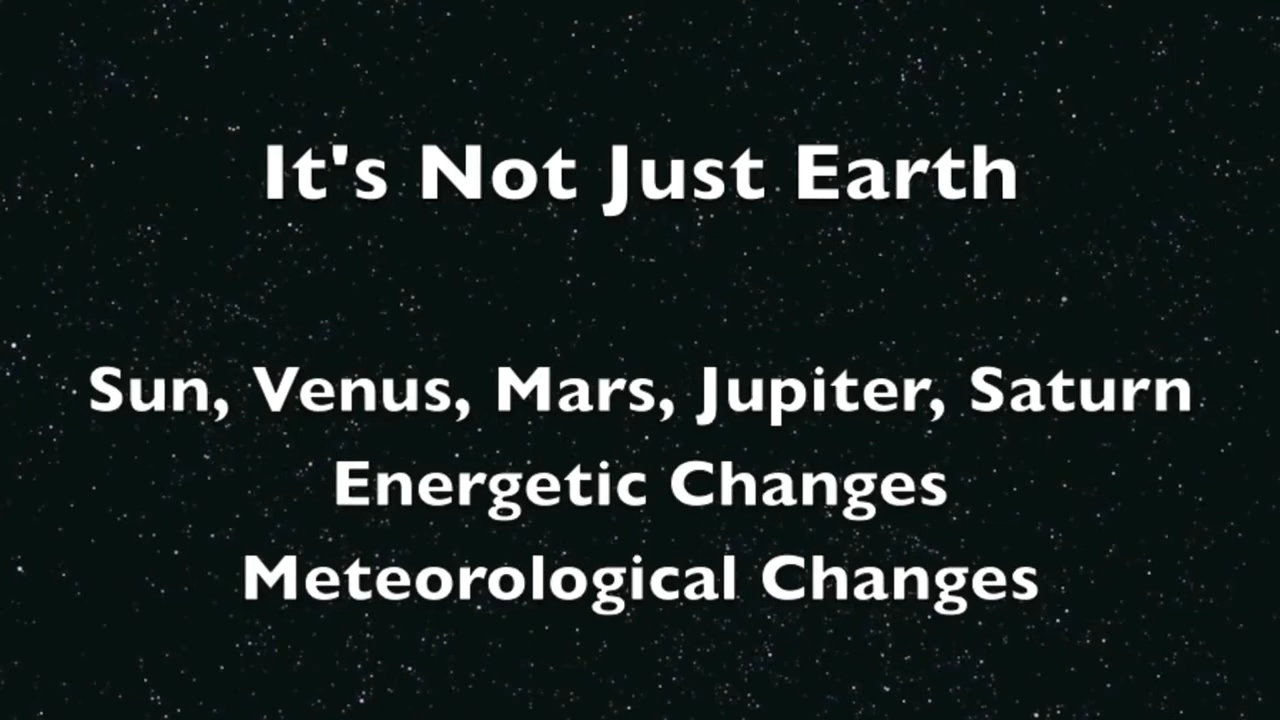 It's Not Just Earth
Sun, Venus, Mars, Jupiter, Saturn
Energetic Changes
Meteorological Changes